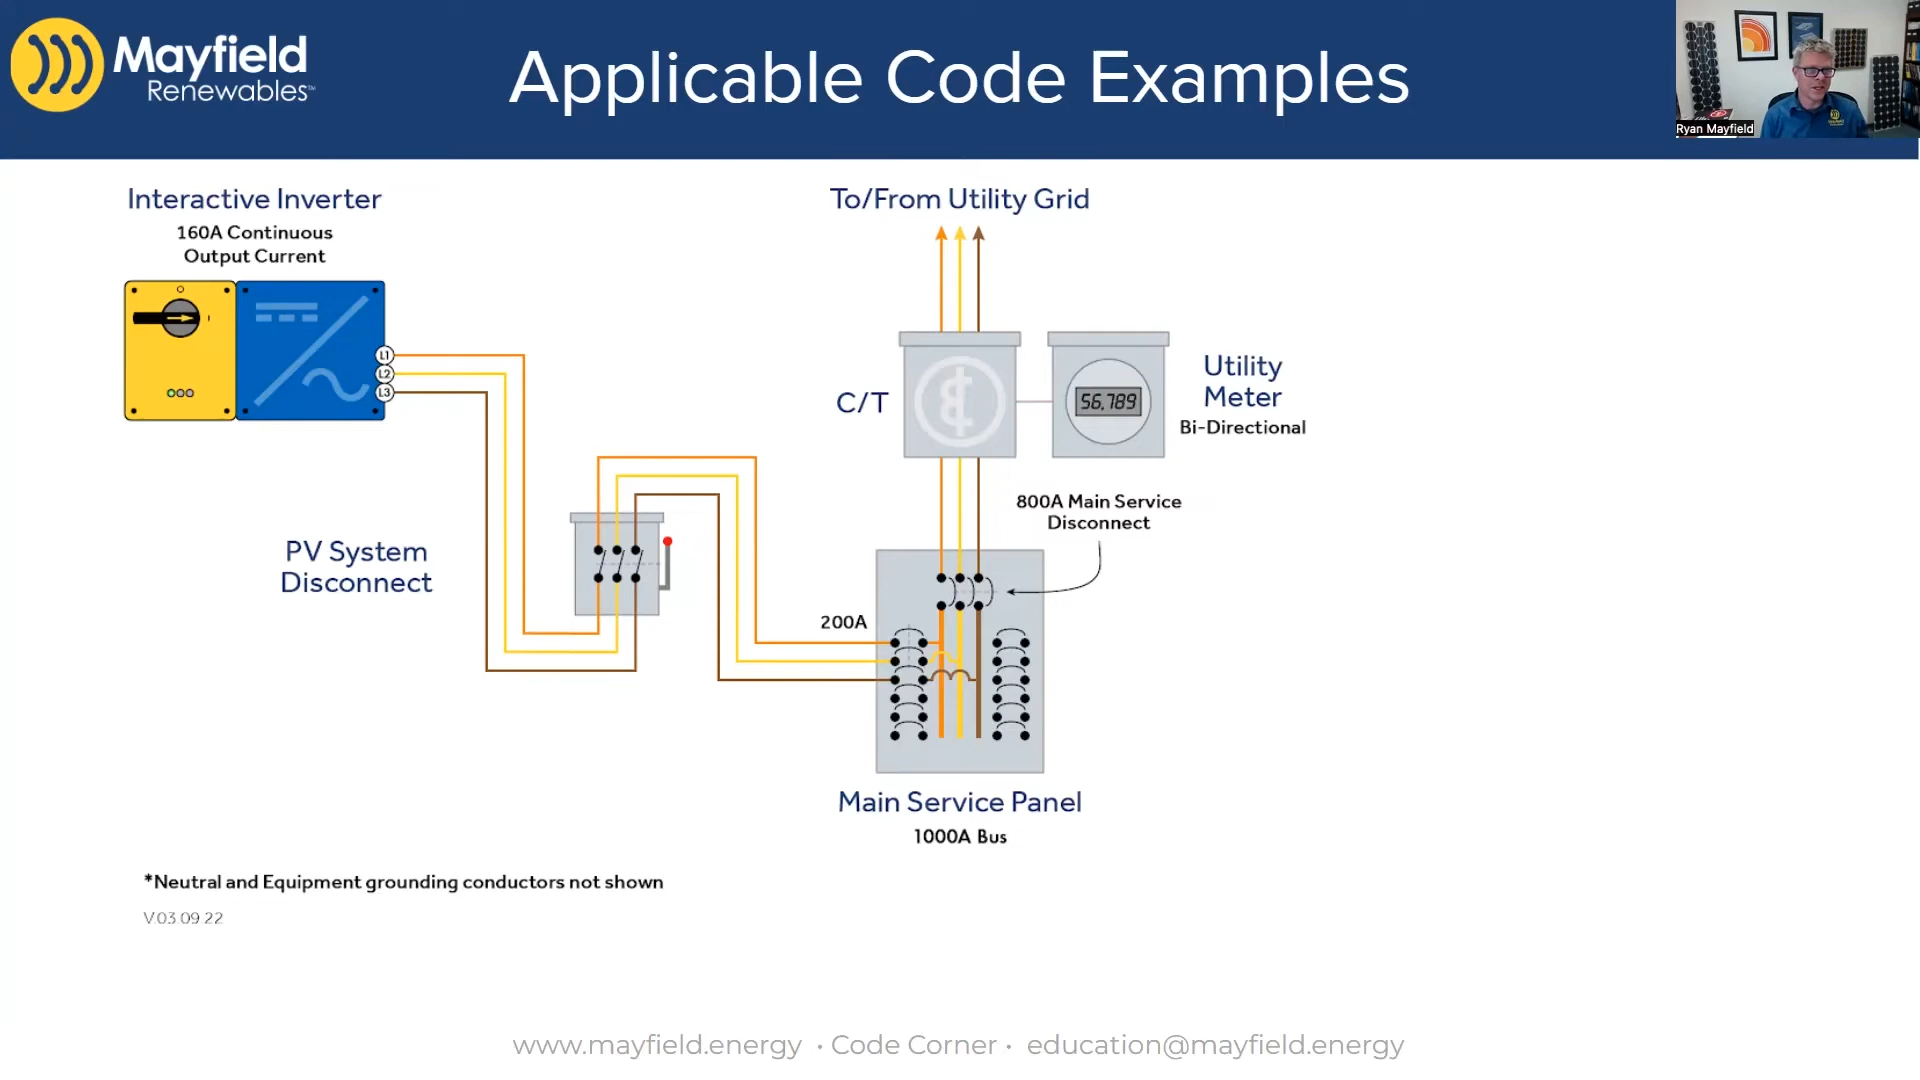 Mayfield
Renewables™
Applicable Code Examples
Ryan Mayfield
Interactive Inverter
160A Continuous
Output Current
L1
L2
L3
To/From Utility Grid
C/T
56,789
Utility
Meter
Bi-Directional
800A Main Service
Disconnect
PV System
Disconnect
200A
Main Service Panel
1000A Bus
*Neutral and Equipment grounding conductors not shown
V.03.09.22
www.mayfield.energy • Code Corner • education@mayfield.energy